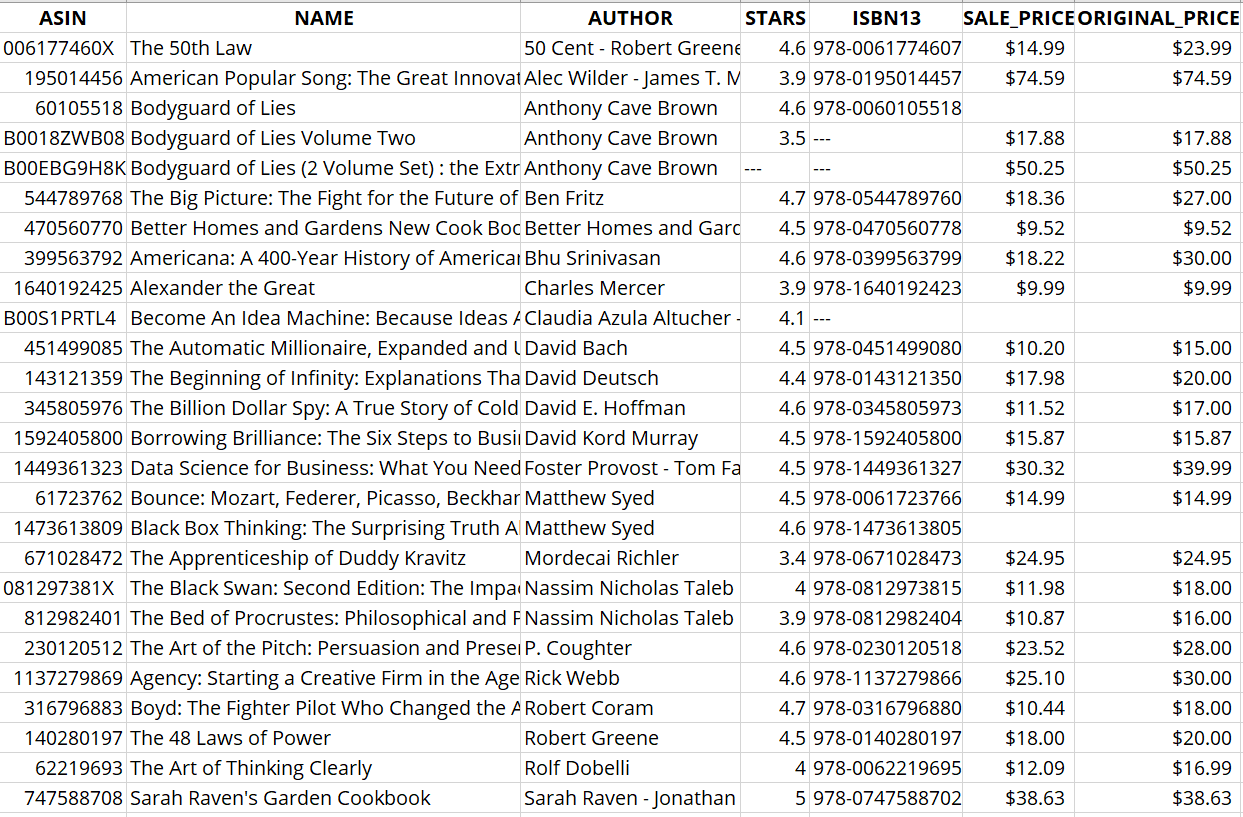 ASIN NAME AUTHOR STARS ISBN13 SALE_PRICE ORIGINAL_PRICE
006177460X The 50th Law 50 Cent - Robert Greene 4.6 978-0061774607 $14.99 $23.99
195014456 American Popular Song: The Great Innovat Alec Wilder - James T. M 3.9 978-0195014457 $74.59 $74.59
60105518 Bodyguard of Lies Anthony Cave Brown 4.6 978-0060105518
B0018ZWB08 Bodyguard of Lies Volume Two Anthony Cave Brown 3.5 --- $17.88 $17.88
B00EBG9H8K Bodyguard of Lies (2 Volume Set) : the Extr Anthony Cave Brown --- --- $50.25 $50.25
544789768 The Big Picture: The Fight for the Future of Ben Fritz 4.7 978-0544789760 $18.36 $27.00
470560770 Better Homes and Gardens New Cook Boo Better Homes and Gard 4.5 978-0470560778 $9.52 $9.52
399563792 Americana: A 400-Year History of American Bhu Srinivasan 4.6 978-0399563799 $18.22 $30.00
1640192425 Alexander the Great Charles Mercer 3.9 978-1640192423 $9.99 $9.99
B00S1PRTL4 Become An Idea Machine: Because Ideas A Claudia Azula Altucher - 4.1 ---
451499085 The Automatic Millionaire, Expanded and U David Bach 4.5 978-0451499080 $10.20 $15.00
143121359 The Beginning of Infinity: Explanations Tha David Deutsch 4.4 978-0143121350 $17.98 $20.00
345805976 The Billion Dollar Spy: A True Story of Cold David E. Hoffman 4.6 978-0345805973 $11.52 $17.00
1592405800 Borrowing Brilliance: The Six Steps to Busi David Kord Murray 4.5 978-1592405800 $15.87 $15.87
1449361323 Data Science for Business: What You Need Foster Provost - Tom Fa 4.5 978-1449361327 $30.32 $39.99
61723762 Bounce: Mozart, Federer, Picasso, Beckhar Matthew Syed 4.5 978-0061723766 $14.99 $14.99
1473613809 Black Box Thinking: The Surprising Truth A Matthew Syed 4.6 978-1473613805
671028472 The Apprenticeship of Duddy Kravitz Mordecai Richler 3.4 978-0671028473 $24.95 $24.95
081297381X The Black Swan: Second Edition: The Impa Nassim Nicholas Taleb 4 978-0812973815 $11.98 $18.00
812982401 The Bed of Procrustes: Philosophical and P Nassim Nicholas Taleb 3.9 978-0812982404 $10.87 $16.00
230120512 The Art of the Pitch: Persuasion and Presen P. Coughter 4.6 978-0230120518 $23.52 $28.00
1137279869 Agency: Starting a Creative Firm in the Age Rick Webb 4.6 978-1137279866 $25.10 $30.00
316796883 Boyd: The Fighter Pilot Who Changed the A Robert Coram 4.7 978-0316796880 $10.44 $18.00
140280197 The 48 Laws of Power Robert Greene 4.5 978-0140280197 $18.00 $20.00
62219693 The Art of Thinking Clearly Rolf Dobelli 4 978-0062219695 $12.09 $16.99
747588708 Sarah Raven's Garden Cookbook Sarah Raven - Jonathan 5 978-0747588702 $38.63 $38.63